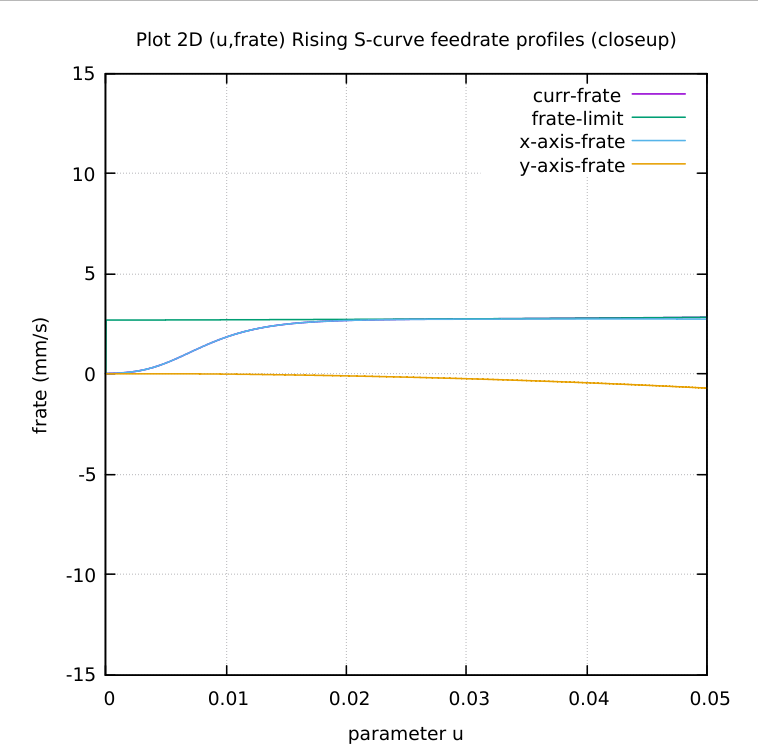 Plot 2D (u,frate) Rising S-curve feedrate profiles (closeup)
15
10
5
0
-5
-10
-15
frate (mm/s)
curr-frate
frate-limit
x-axis-frate
y-axis-frate
0 0.01 0.02 0.03 0.04 0.05
parameter u